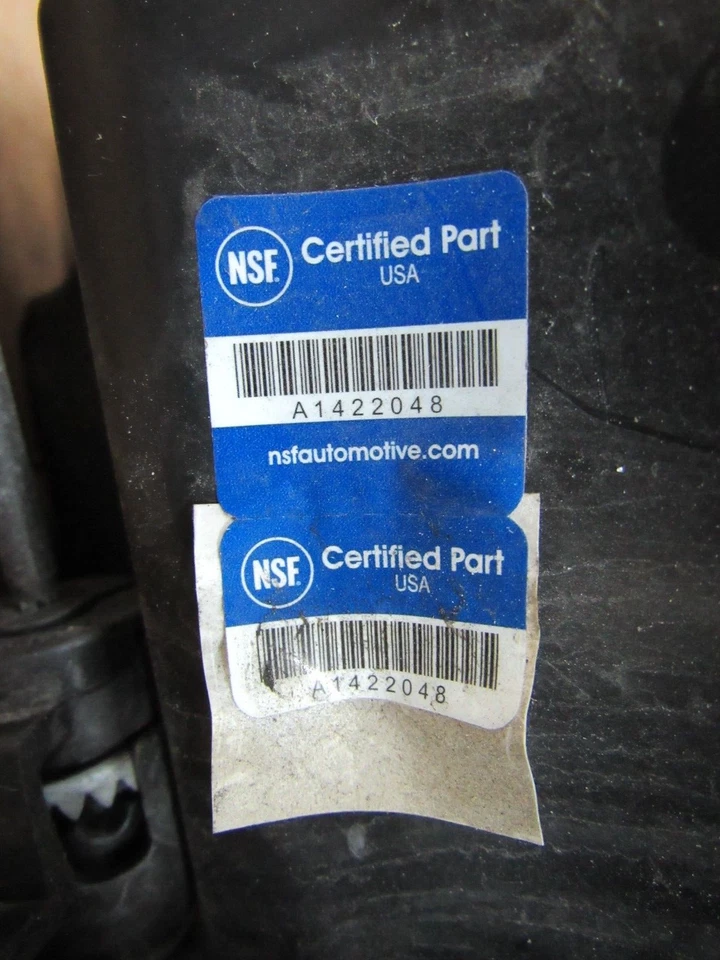 NSF. Certified Part
USA
A1422048
nsfautomotive.com
NSF. Certified Part
USA
A1422048